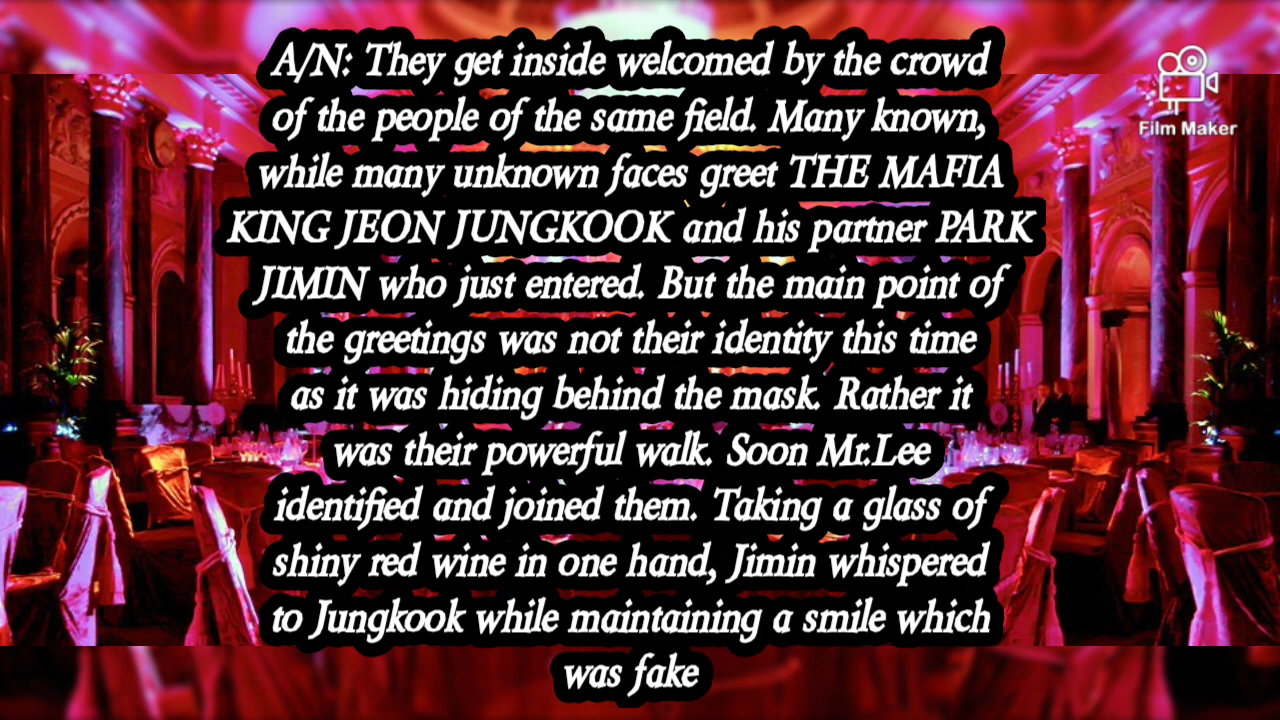 A/N: They get inside welcomed by the crowd
of the people of the same field. Many known,
while many unknown faces greet THE MAFIA
KING JEON JUNGKOOK and his partner PARK
JIMIN who just entered. But the main point of
the greetings was not their identity this time
as it was hiding behind the mask. Rather it
was their powerful walk. Soon Mr.Lee
identified and joined them. Taking a glass of
shiny red wine in one hand, Jimin whispered
to Jungkook while maintaining a smile which
was fake
Film Maker